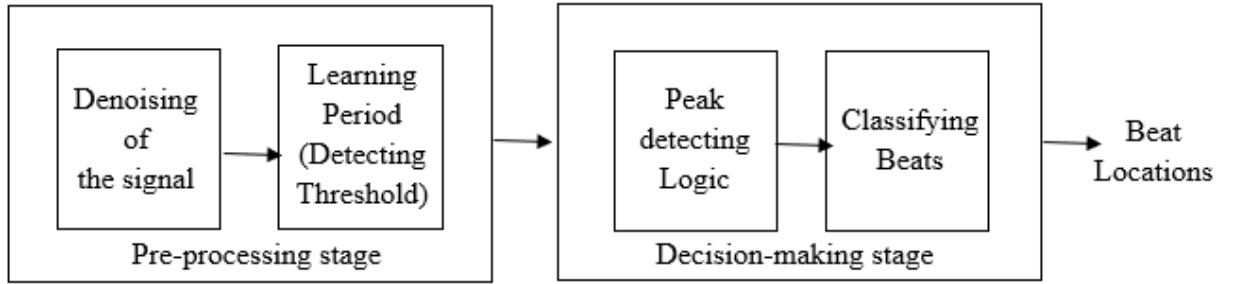 Denoising
of
the signal
Learning
Period
(Detecting
Threshold)
Pre-processing stage
Peak
detecting
Logic
Classifying
Beats
Decision-making stage
Beat
Locations